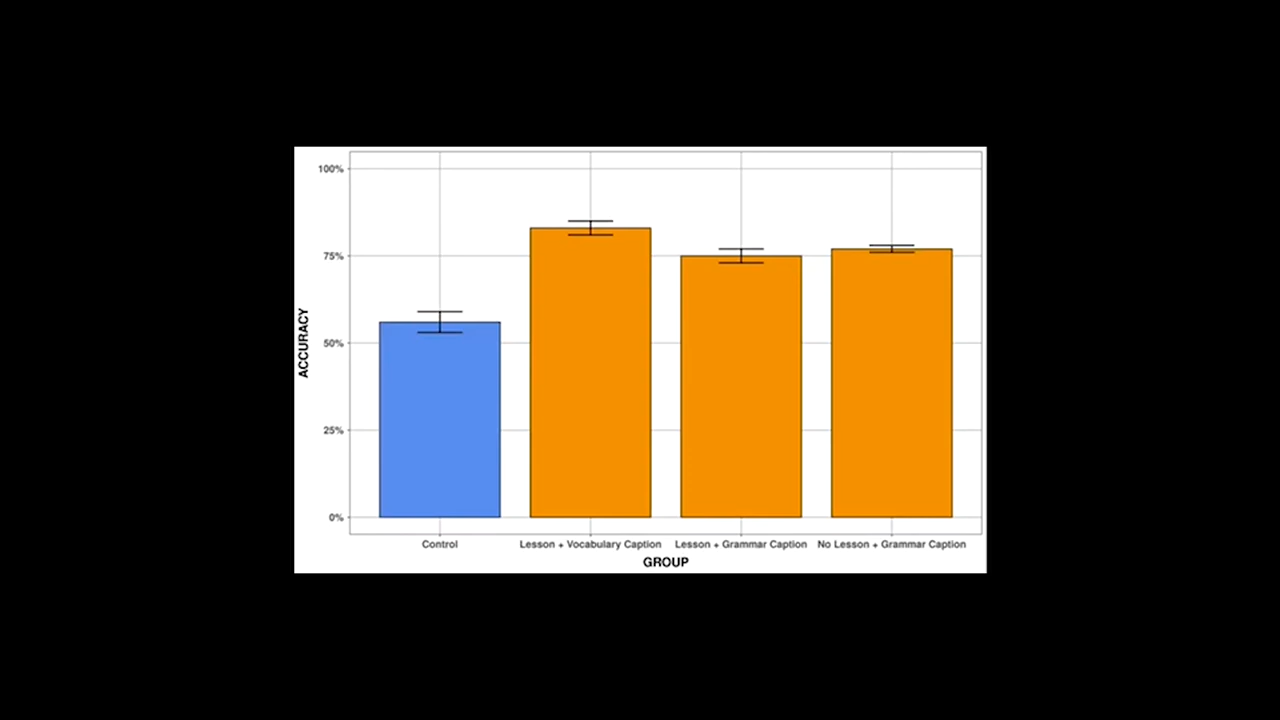 100%
75%
50%
25%
0%
ACCURACY
Control
Lesson + Vocabulary Caption
Lesson + Grammar Caption
No Lesson + Grammar Caption
GROUP